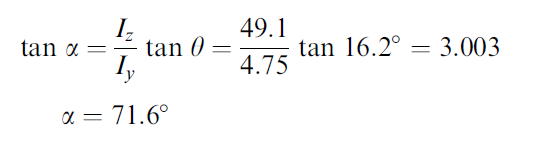 tan α = I_z / I_y tan θ = 49.1 / 4.75 tan 16.2° = 3.003
α = 71.6°